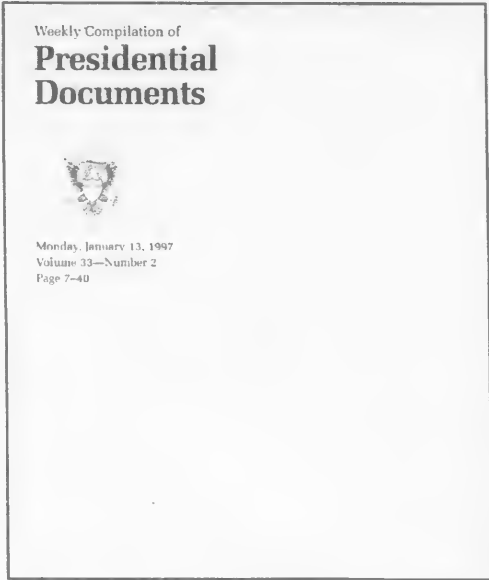 Weekly Compilation of
Presidential
Documents
Monday, January 13, 1997
Volume 33—Number 2
Page 7–40